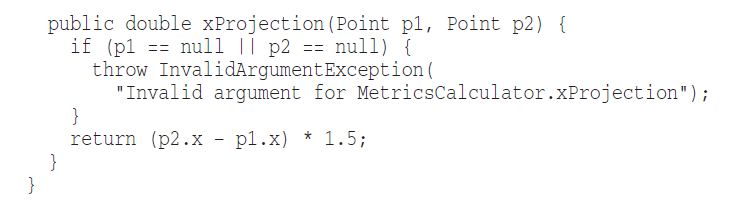 public double xProjection(Point p1, Point p2) {
if (p1 == null || p2 == null) {
throw InvalidArgumentException(
"Invalid argument for MetricsCalculator.xProjection");
}
return (p2.x – p1.x) * 1.5;
}
}